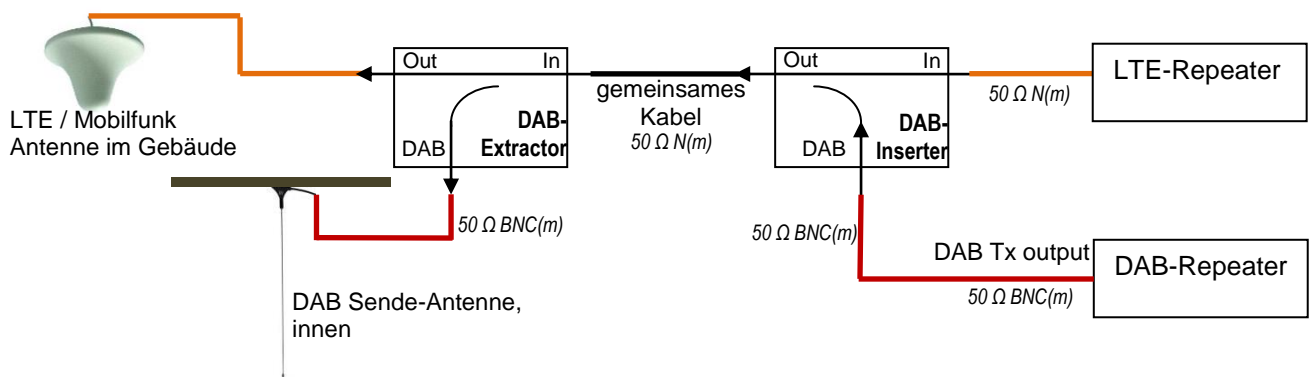 Out
In
DAB
DAB-
Extractor
gemeinsames
Kabel
50 Ω N(m)
Out
In
DAB
DAB-
Inserter
50 Ω N(m)
LTE-Repeater
LTE / Mobilfunk
Antenne im Gebäude
50 Ω BNC(m)
50 Ω BNC(m)
DAB Tx output
50 Ω BNC(m)
DAB-Repeater
DAB Sende-Antenne,
innen